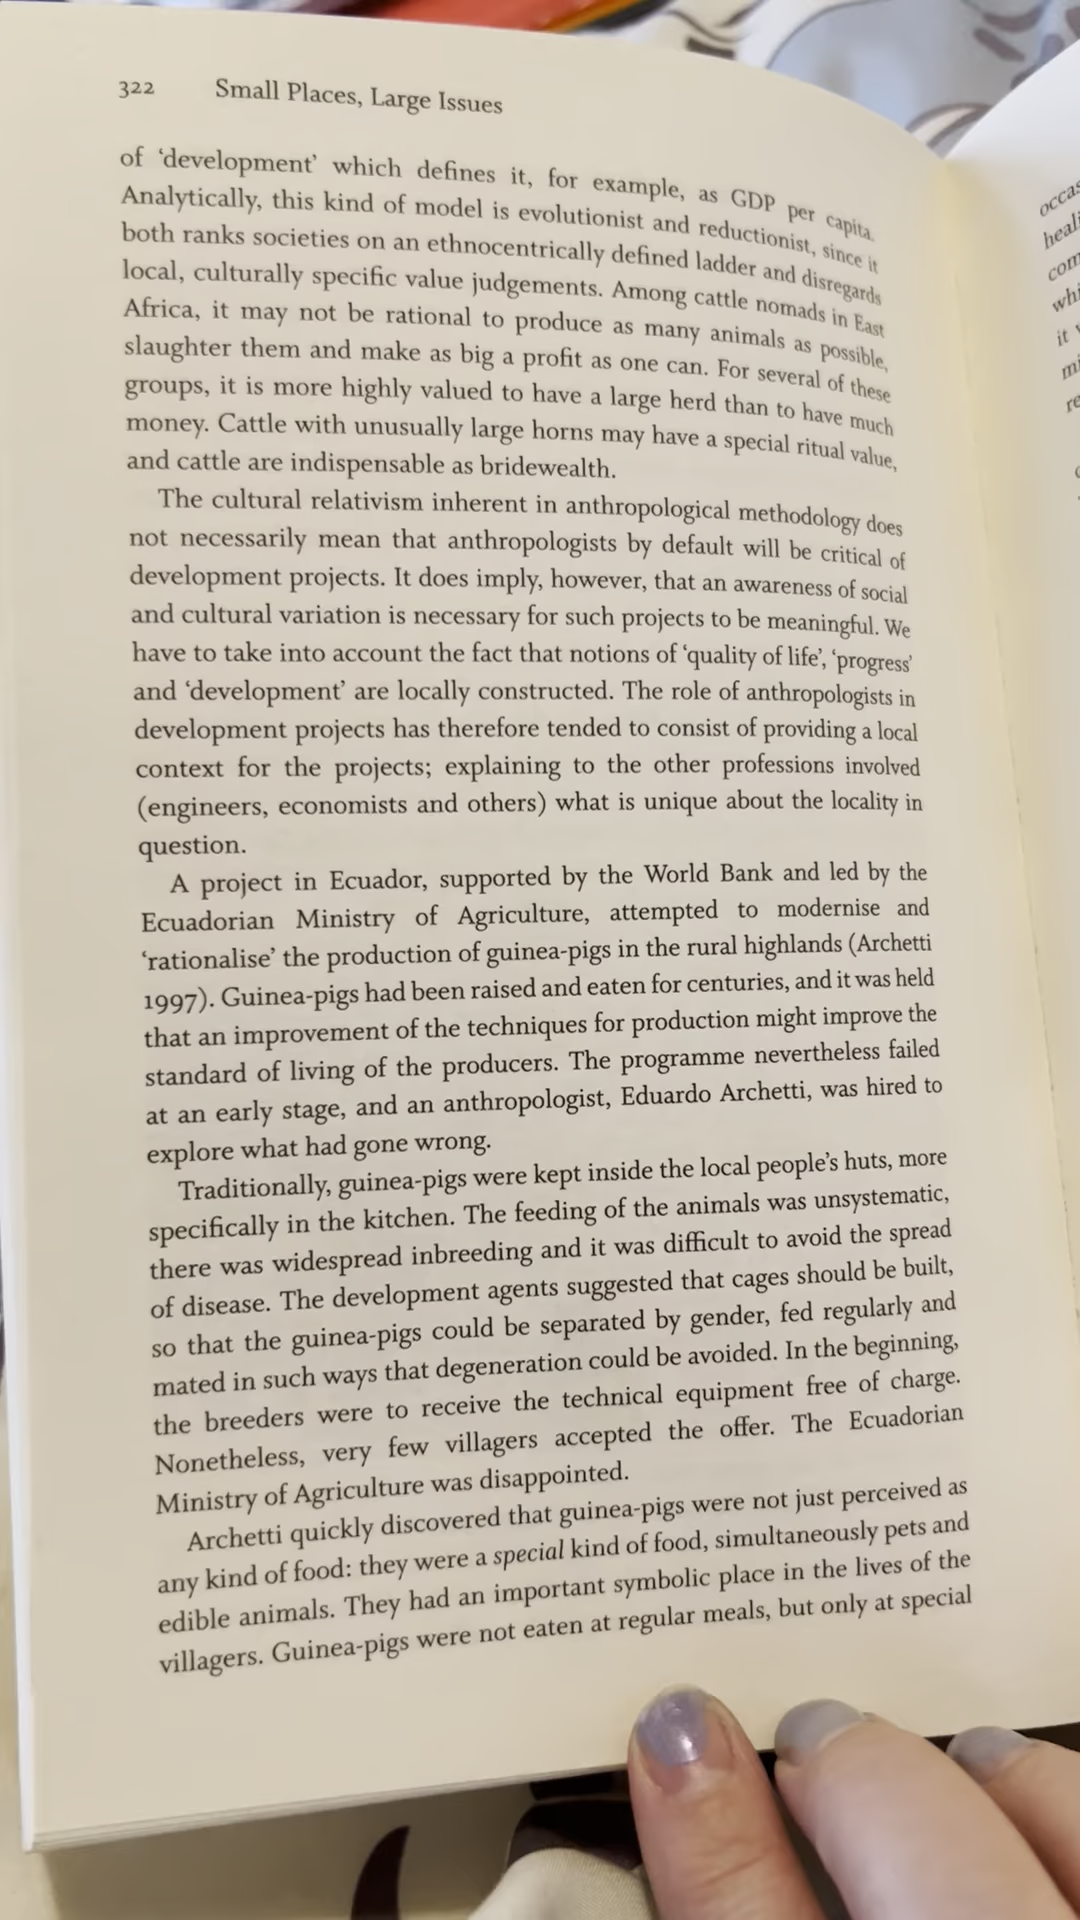 322 Small Places, Large Issues
of ‘development’ which defines it, for example, as GDP per capita.
Analytically, this kind of model is evolutionist and reductionist, since it
both ranks societies on an ethnocentrically defined ladder and disregards
local, culturally specific value judgements. Among cattle nomads in East
Africa, it may not be rational to produce as many animals as possible,
slaughter them and make as big a profit as one can. For several of these
groups, it is more highly valued to have a large herd than to have much
money. Cattle with unusually large horns may have a special ritual value,
and cattle are indispensable as bridewealth.
The cultural relativism inherent in anthropological methodology does
not necessarily mean that anthropologists by default will be critical of
development projects. It does imply, however, that an awareness of social
and cultural variation is necessary for such projects to be meaningful. We
have to take into account the fact that notions of ‘quality of life’, ‘progress’
and ‘development’ are locally constructed. The role of anthropologists in
development projects has therefore tended to consist of providing a local
context for the projects; explaining to the other professions involved
(engineers, economists and others) what is unique about the locality in
question.
A project in Ecuador, supported by the World Bank and led by the
Ecuadorian Ministry of Agriculture, attempted to modernise and
‘rationalise’ the production of guinea-pigs in the rural highlands (Archetti
1997). Guinea-pigs had been raised and eaten for centuries, and it was held
that an improvement of the techniques for production might improve the
standard of living of the producers. The programme nevertheless failed
at an early stage, and an anthropologist, Eduardo Archetti, was hired to
explore what had gone wrong.
Traditionally, guinea-pigs were kept inside the local people’s huts, more
specifically in the kitchen. The feeding of the animals was unsystematic,
there was widespread inbreeding and it was difficult to avoid the spread
of disease. The development agents suggested that cages should be built,
so that the guinea-pigs could be separated by gender, fed regularly and
mated in such ways that degeneration could be avoided. In the beginning,
the breeders were to receive the technical equipment free of charge.
Nonetheless, very few villagers accepted the offer. The Ecuadorian
Ministry of Agriculture was disappointed.
Archetti quickly discovered that guinea-pigs were not just perceived as
any kind of food: they were a special kind of food, simultaneously pets and
edible animals. They had an important symbolic place in the lives of the
villagers. Guinea-pigs were not eaten at regular meals, but only at special